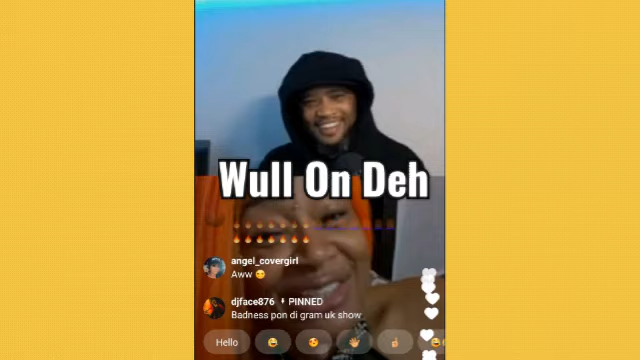 Wull On Deh
angel_covergirl
Aww 😊
djface876 PINNED
Badness pon di gram uk show
Hello